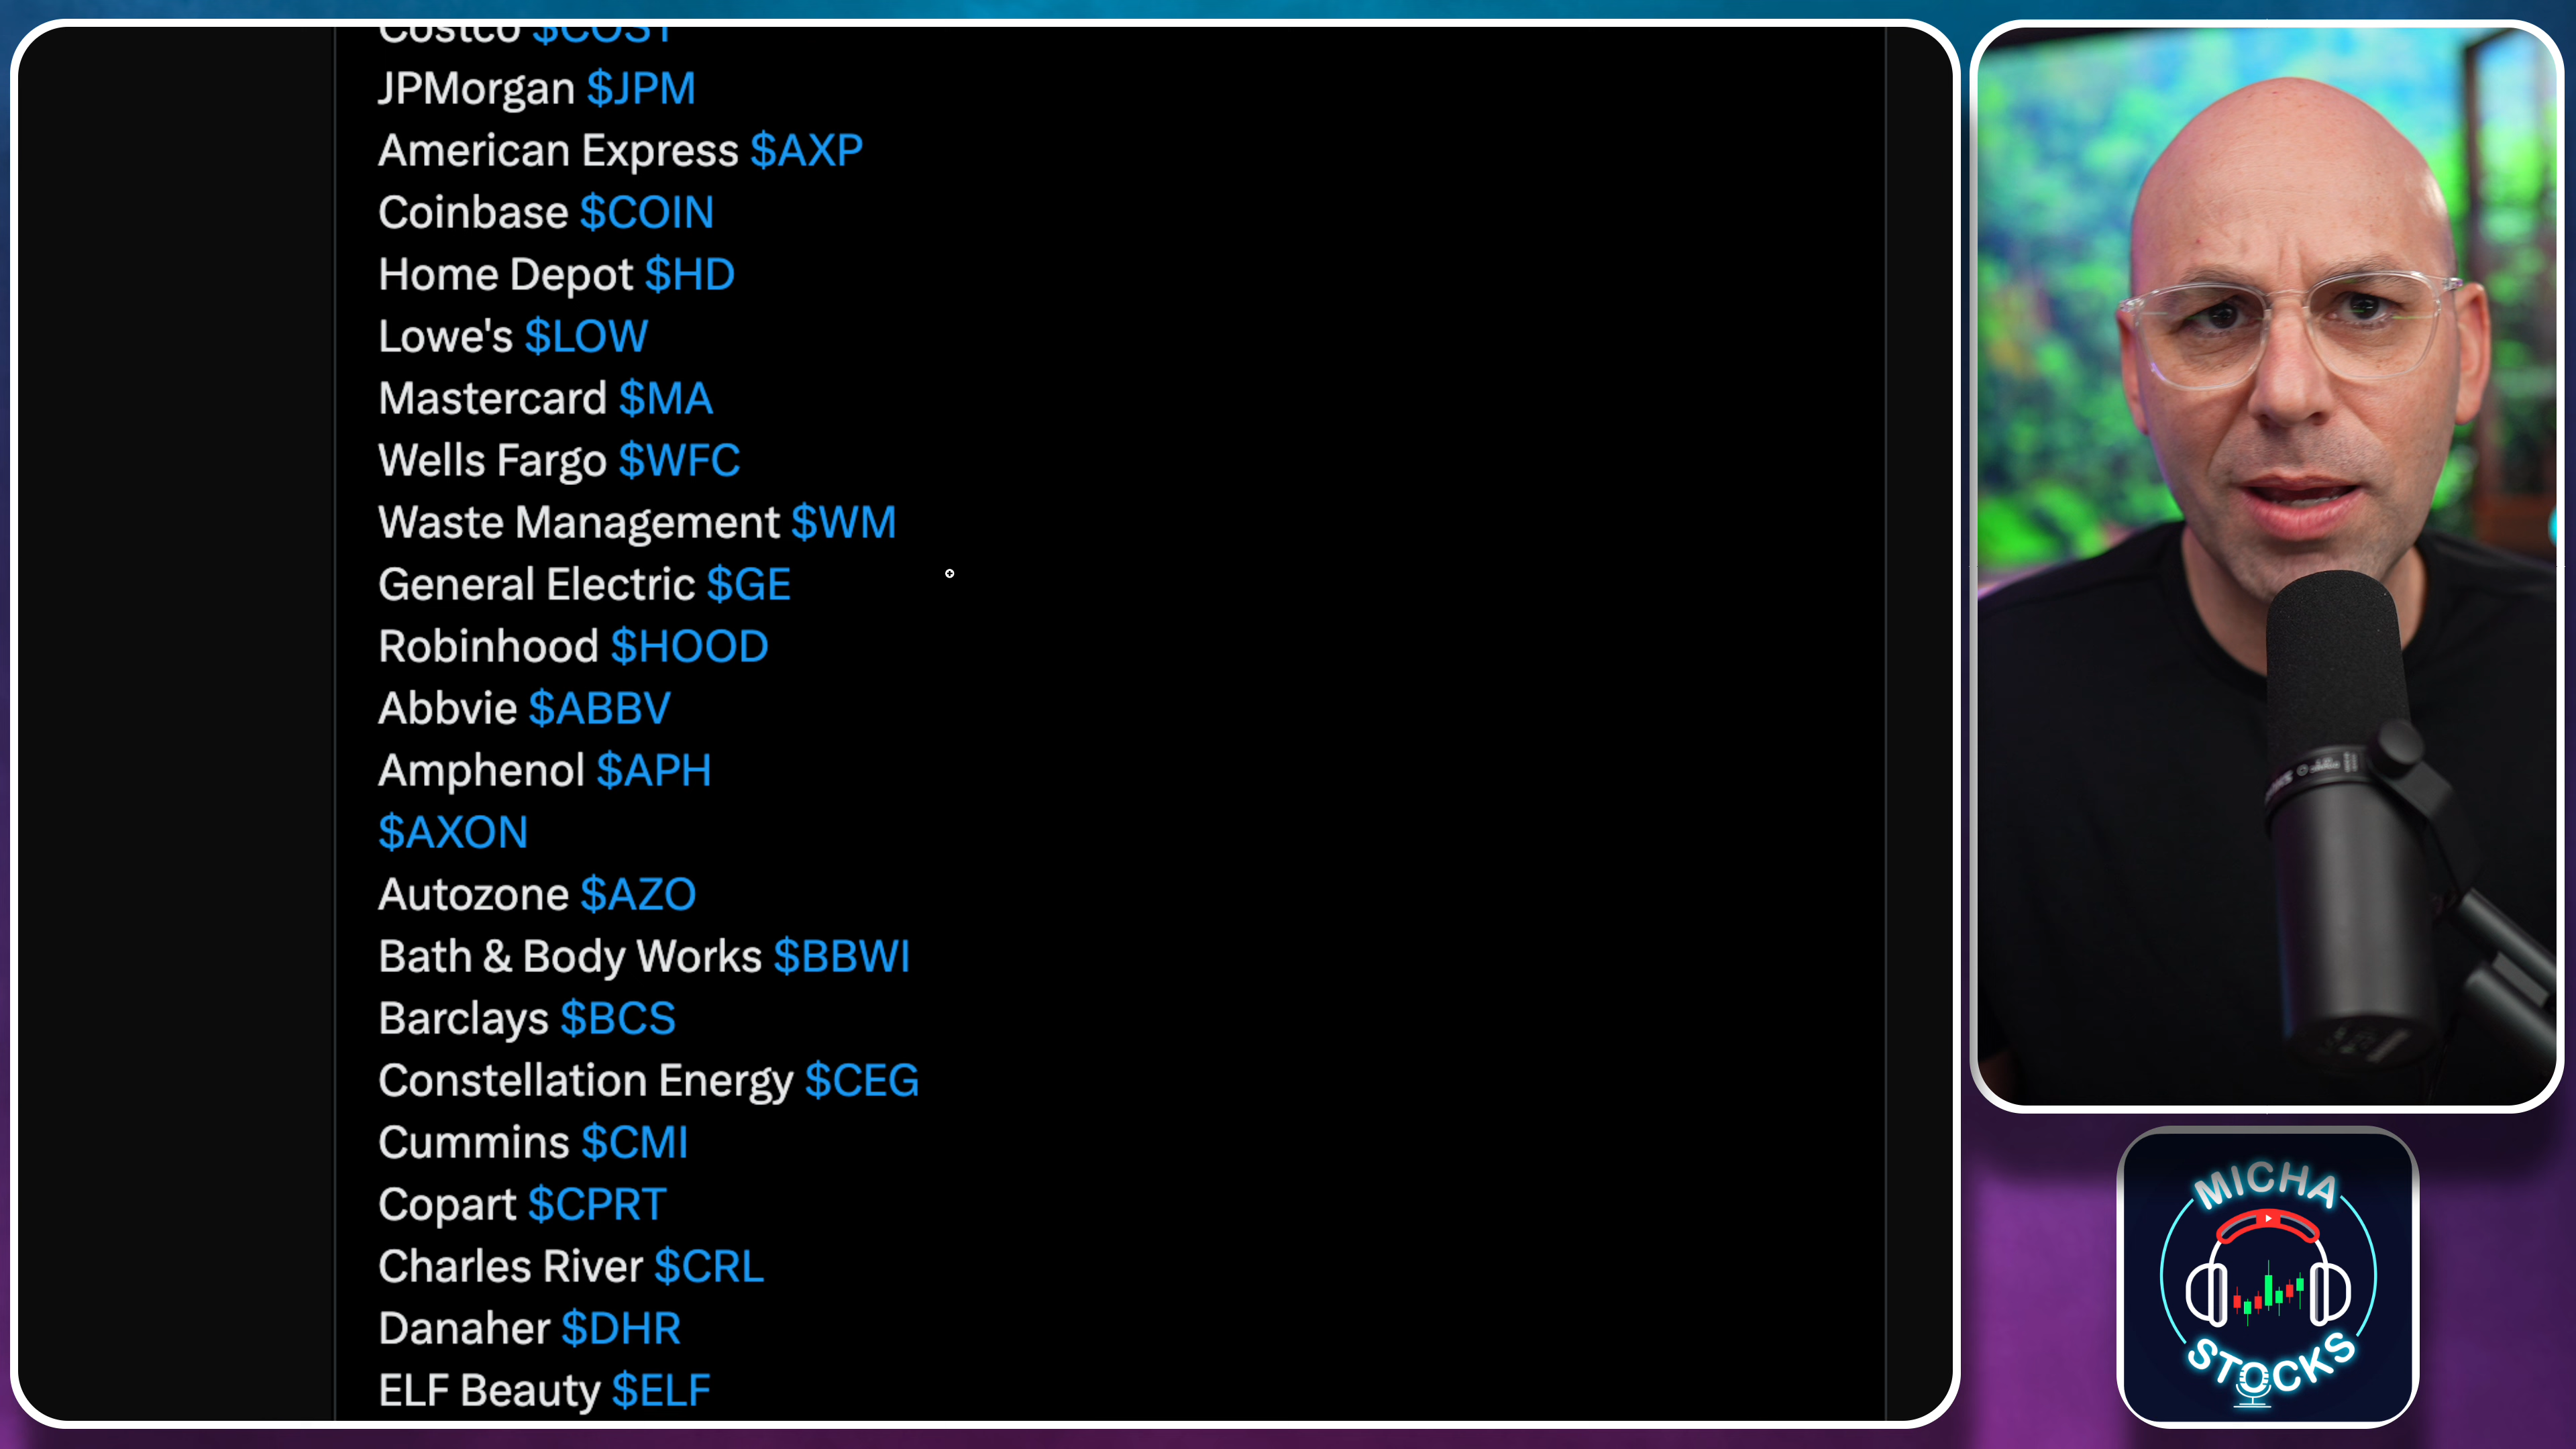 Costco $COST
JPMorgan $JPM
American Express $AXP
Coinbase $COIN
Home Depot $HD
Lowe's $LOW
Mastercard $MA
Wells Fargo $WFC
Waste Management $WM
General Electric $GE
Robinhood $HOOD
Abbvie $ABBV
Amphenol $APH
$AXON
Autozone $AZO
Bath & Body Works $BBWI
Barclays $BCS
Constellation Energy $CEG
Cummins $CMI
Copart $CPRT
Charles River $CRL
Danaher $DHR
ELF Beauty $ELF
MICHA
STOCKS